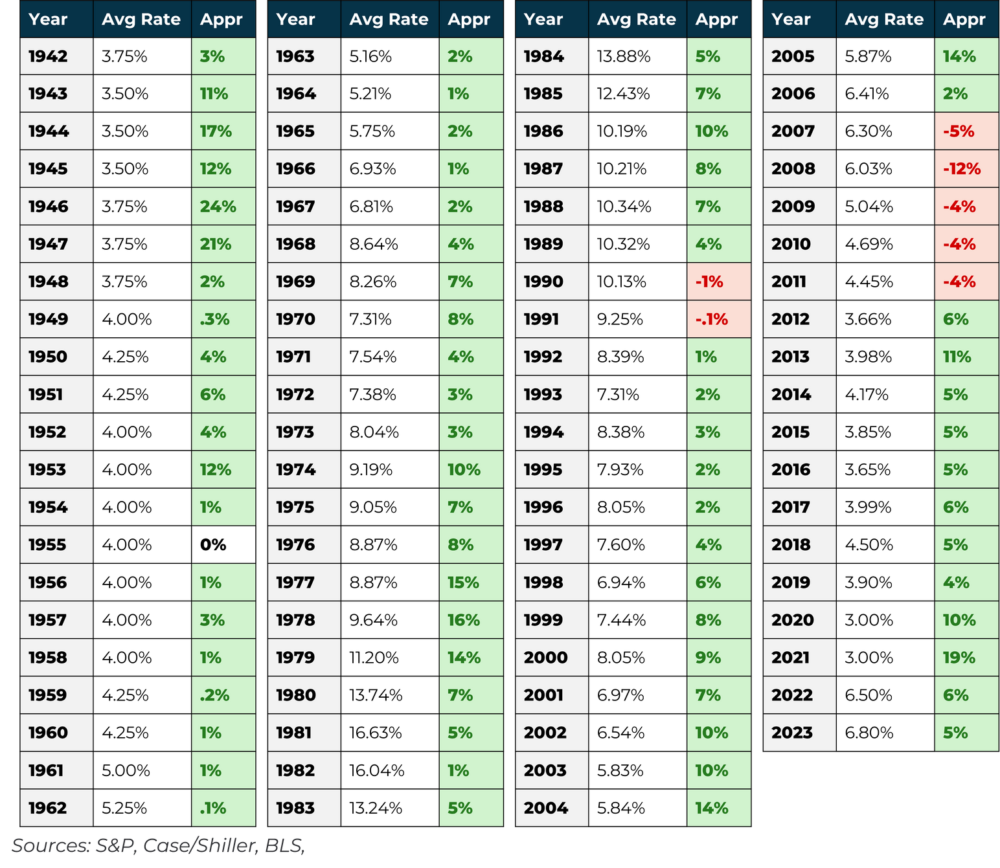 Year Avg Rate Appr Year Avg Rate Appr Year Avg Rate Appr Year Avg Rate Appr
1942 3.75% 3% 1963 5.16% 2% 1984 13.88% 5% 2005 5.87% 14%
1943 3.50% 11% 1964 5.21% 1% 1985 12.43% 7% 2006 6.41% 2%
1944 3.50% 17% 1965 5.75% 2% 1986 10.19% 10% 2007 6.30% -5%
1945 3.50% 12% 1966 6.93% 1% 1987 10.21% 8% 2008 6.03% -12%
1946 3.75% 24% 1967 6.81% 2% 1988 10.34% 7% 2009 5.04% -4%
1947 3.75% 21% 1968 8.64% 4% 1989 10.32% 4% 2010 4.69% -4%
1948 3.75% 2% 1969 8.26% 7% 1990 10.13% -1% 2011 4.45% -4%
1949 4.00% .3% 1970 7.31% 8% 1991 9.25% -.1% 2012 3.66% 6%
1950 4.25% 4% 1971 7.54% 4% 1992 8.39% 1% 2013 3.98% 11%
1951 4.25% 6% 1972 7.38% 3% 1993 7.31% 2% 2014 4.17% 5%
1952 4.00% 4% 1973 8.04% 3% 1994 8.38% 3% 2015 3.85% 5%
1953 4.00% 12% 1974 9.19% 10% 1995 7.93% 2% 2016 3.65% 5%
1954 4.00% 1% 1975 9.05% 7% 1996 8.05% 2% 2017 3.99% 6%
1955 4.00% 0% 1976 8.87% 8% 1997 7.60% 4% 2018 4.50% 5%
1956 4.00% 1% 1977 8.87% 15% 1998 6.94% 6% 2019 3.90% 4%
1957 4.00% 3% 1978 9.64% 16% 1999 7.44% 8% 2020 3.00% 10%
1958 4.00% 1% 1979 11.20% 14% 2000 8.05% 9% 2021 3.00% 19%
1959 4.25% .2% 1980 13.74% 7% 2001 6.97% 7% 2022 6.50% 6%
1960 4.25% 1% 1981 16.63% 5% 2002 6.54% 10% 2023 6.80% 5%
1961 5.00% 1% 1982 16.04% 1% 2003 5.83% 10%
1962 5.25% .1% 1983 13.24% 5% 2004 5.84% 14%
Sources: S&P, Case/Shiller, BLS,